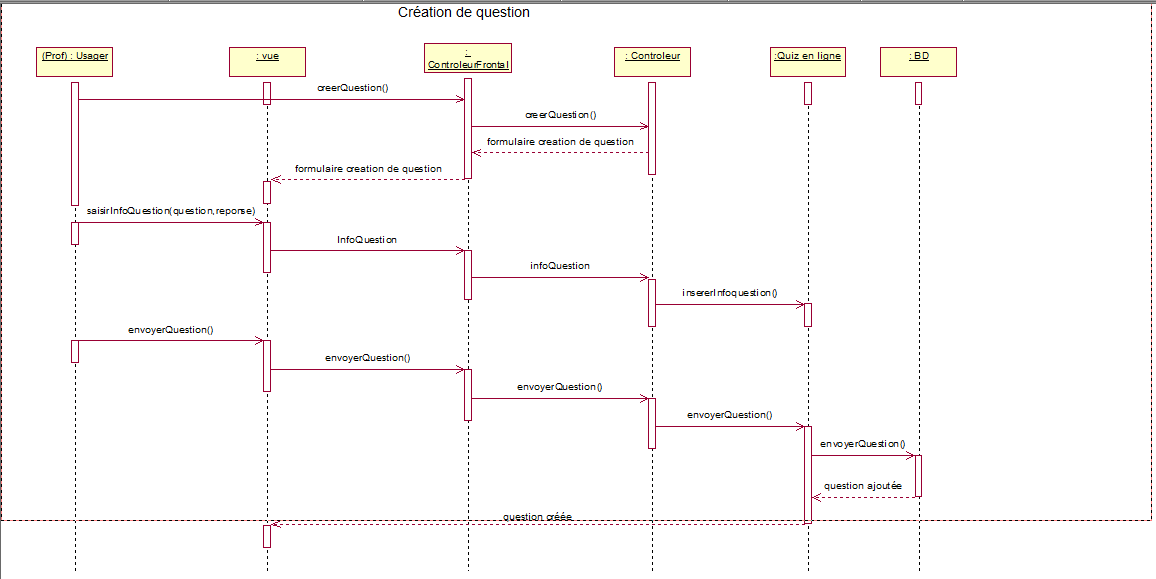 Création de question
(Prof) : Usager
: vue
:
ControleurFrontal
: Controleur
:Quiz en ligne
: BD
creerQuestion()
creerQuestion()
formulaire creation de question
formulaire creation de question
saisirInfoQuestion(question,reponse)
InfoQuestion
infoQuestion
insererInfoquestion()
envoyerQuestion()
envoyerQuestion()
envoyerQuestion()
envoyerQuestion()
envoyerQuestion()
question ajoutée
question créée